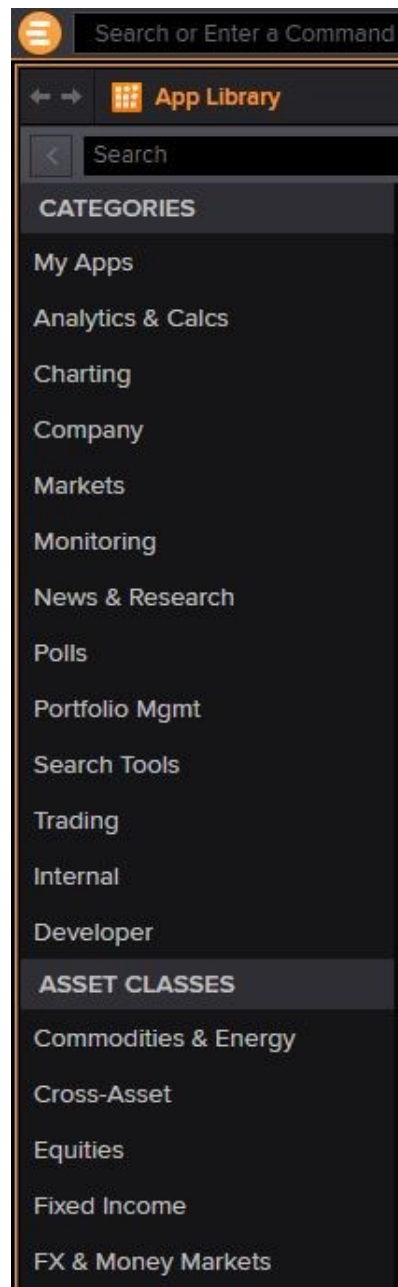 Search or Enter a Command
App Library
Search
CATEGORIES
My Apps
Analytics & Calcs
Charting
Company
Markets
Monitoring
News & Research
Polls
Portfolio Mgmt
Search Tools
Trading
Internal
Developer
ASSET CLASSES
Commodities & Energy
Cross-Asset
Equities
Fixed Income
FX & Money Markets